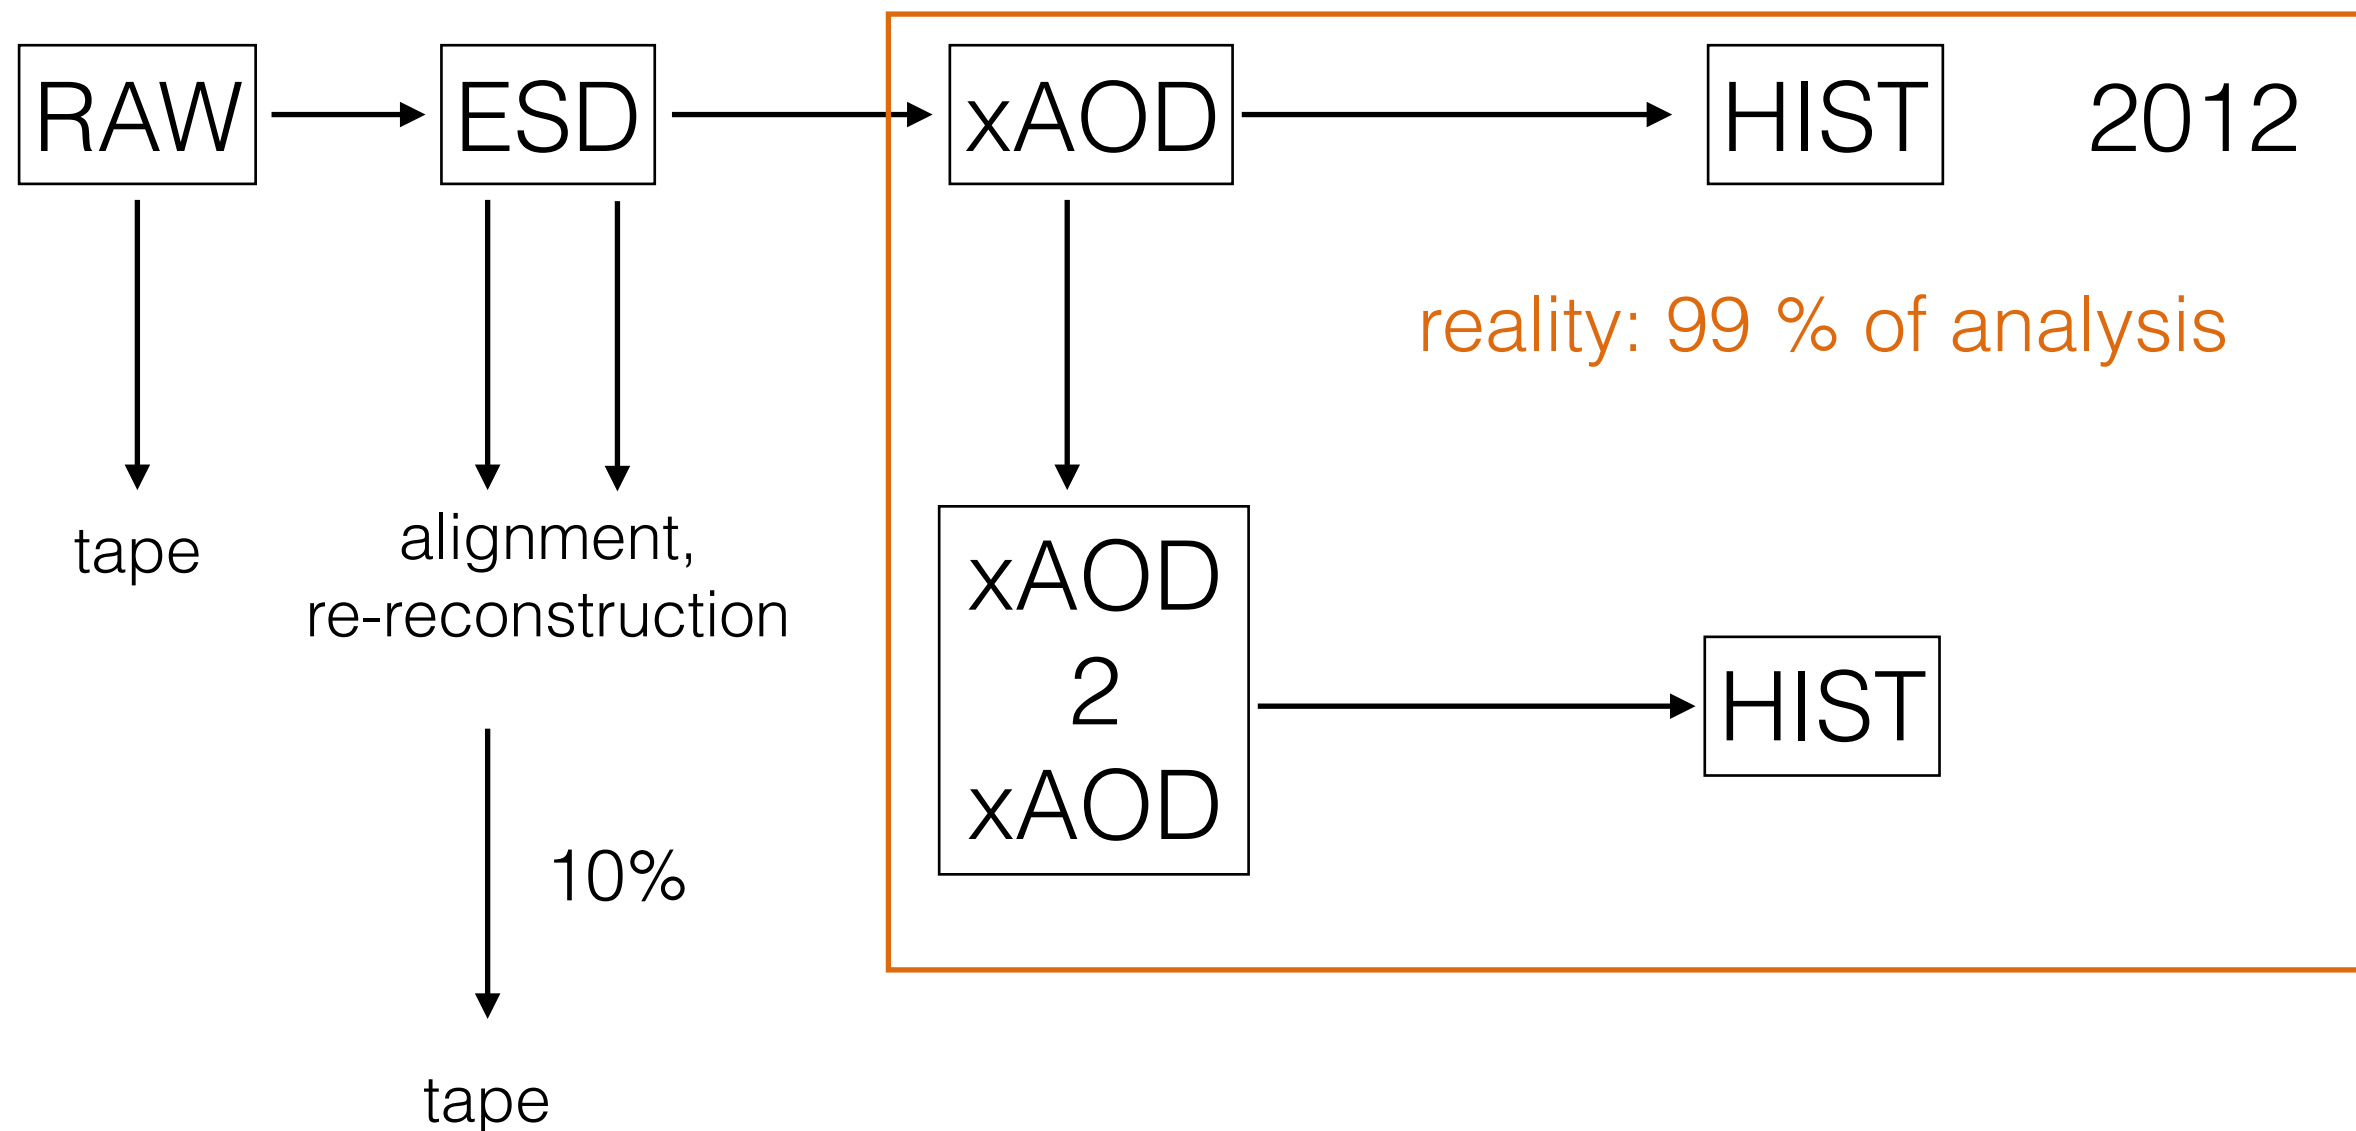 RAW
ESD
xAOD
HIST
2012
reality: 99 % of analysis
tape
alignment,
re-reconstruction
xAOD
2
xAOD
HIST
10%
tape